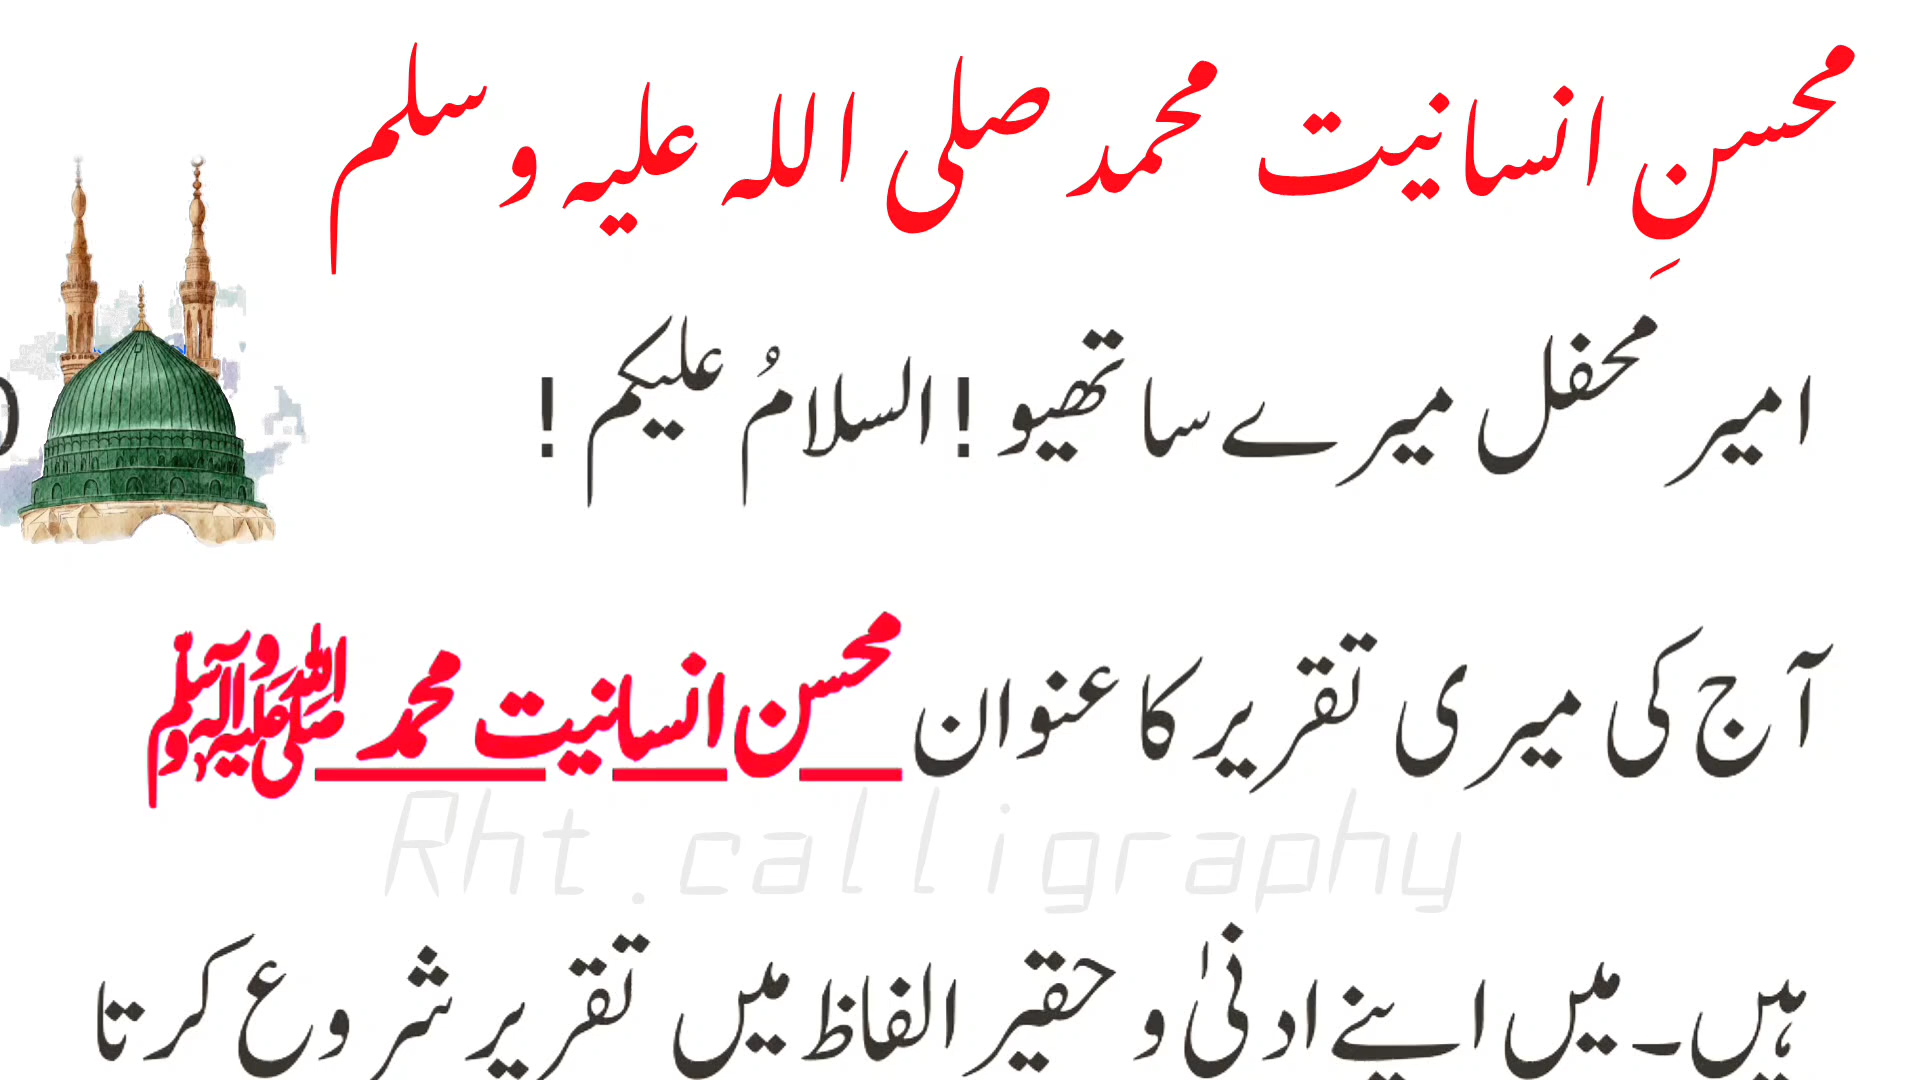 محسنِ انسانیت محمد صلی اللہ علیہ وسلم
امیر محفل میرے ساتھیو ! السلامُ علیکم !
آج کی میری تقریر کا عنوان محسن انسانیت محمد صلی اللہ علیہ وآلہ وسلم
Rht.calligraphy
ہیں۔ میں اپنے ادنیٰ و حقیر الفاظ میں تقریر شروع کرتا